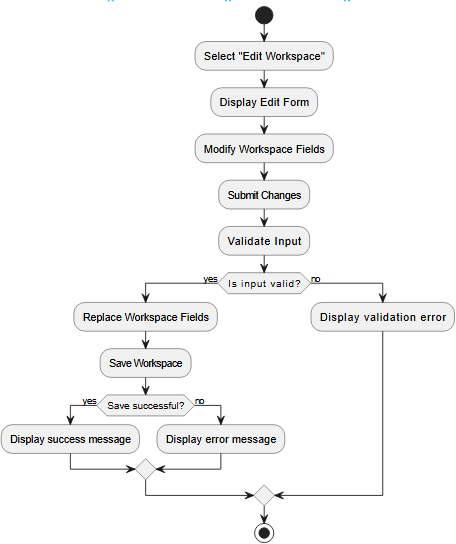 Select "Edit Workspace"
Display Edit Form
Modify Workspace Fields
Submit Changes
Validate Input
yes
Is input valid?
no
Replace Workspace Fields
Display validation error
Save Workspace
yes
Save successful?
no
Display success message
Display error message